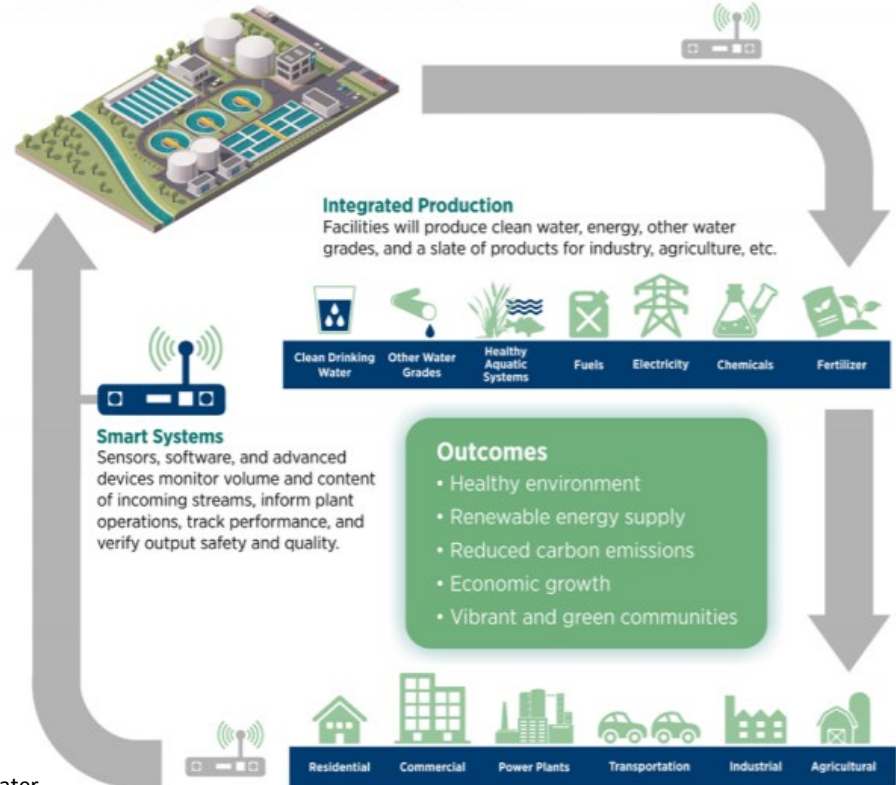 Integrated Production
Facilities will produce clean water, energy, other water
grades, and a slate of products for industry, agriculture, etc.
Clean Drinking
Water
Other Water
Grades
Healthy
Aquatic
Systems
Fuels
Electricity
Chemicals
Fertilizer
Smart Systems
Sensors, software, and advanced
devices monitor volume and content
of incoming streams, inform plant
operations, track performance, and
verify output safety and quality.
Outcomes
• Healthy environment
• Renewable energy supply
• Reduced carbon emissions
• Economic growth
• Vibrant and green communities
Residential
Commercial
Power Plants
Transportation
Industrial
Agricultural